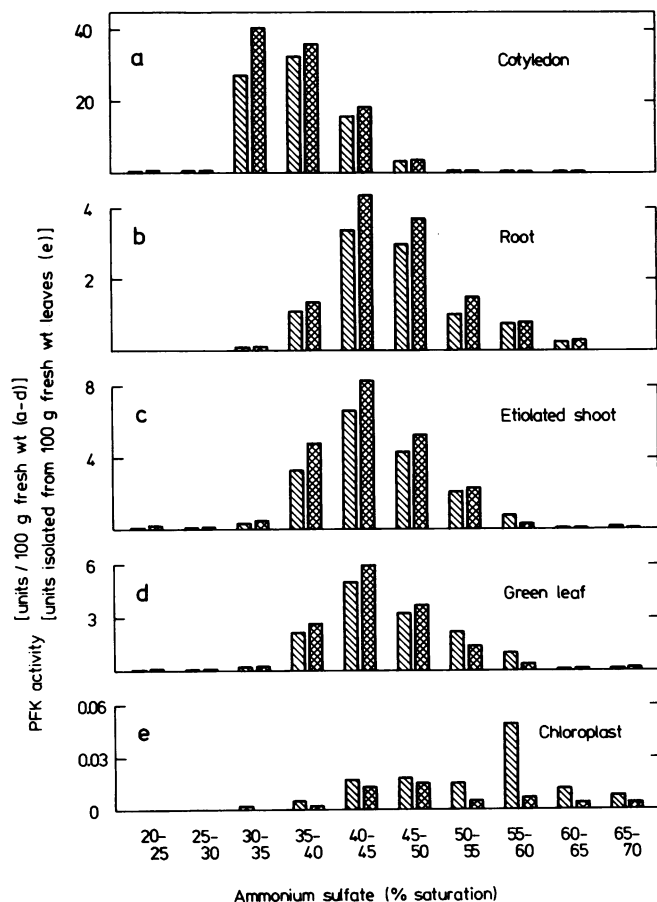 40
20
a
Cotyledon
4
2
b
Root
8
4
c
Etiolated shoot
6
3
d
Green leaf
0.06
0.03
0
e
Chloroplast
PFK activity [units / 100 g fresh wt (a-d)]
[units isolated from 100 g fresh wt leaves (e)]
20- 25- 30- 35- 40- 45- 50- 55- 60- 65-
25 30 35 40 45 50 55 60 65 70
Ammonium sulfate (% saturation)